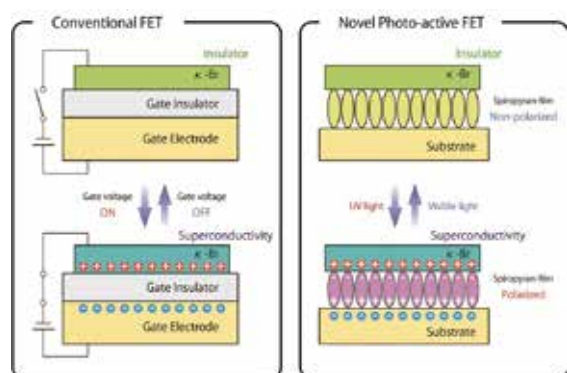 Conventional FET
Insulator
κ-Br
Gate Insulator
Gate Electrode
Gate voltage
ON
Gate voltage
OFF
Superconductivity
κ-Br
Gate Insulator
Gate Electrode
Novel Photo-active FET
Insulator
κ-Br
Spiropyran film
Non-polarized
Substrate
UV light
Visible light
Superconductivity
κ-Br
Spiropyran film
Polarized
Substrate